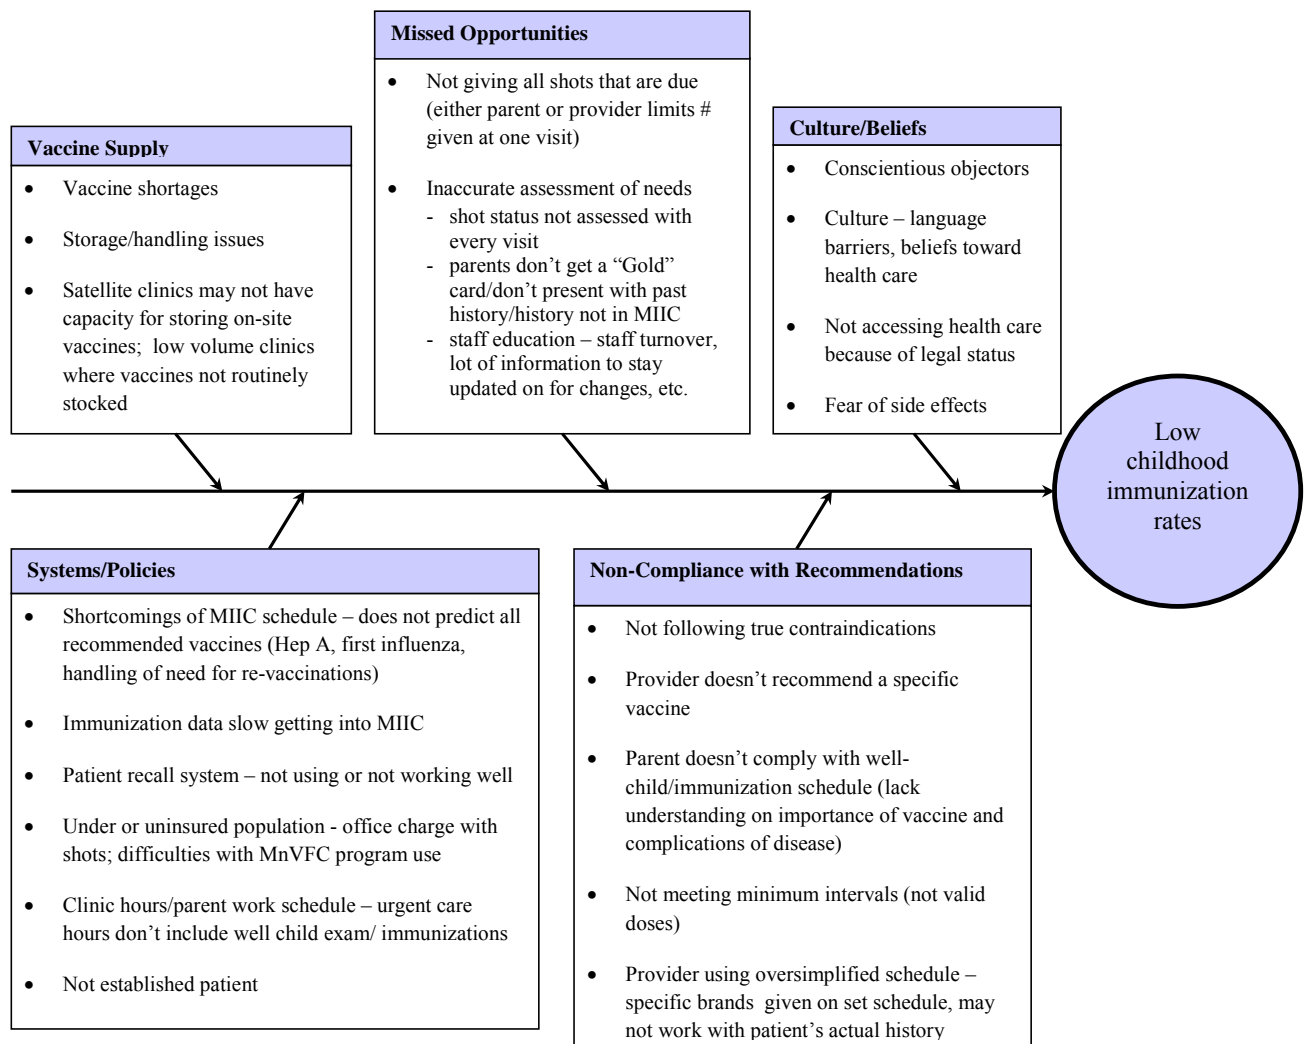 Missed Opportunities
• Not giving all shots that are due
(either parent or provider limits #
given at one visit)
• Inaccurate assessment of needs
- shot status not assessed with
every visit
- parents don’t get a “Gold”
card/don’t present with past
history/history not in MIIC
- staff education – staff turnover,
lot of information to stay
updated on for changes, etc.
Vaccine Supply
• Vaccine shortages
• Storage/handling issues
• Satellite clinics may not have
capacity for storing on-site
vaccines; low volume clinics
where vaccines not routinely
stocked
Culture/Beliefs
• Conscientious objectors
• Culture – language
barriers, beliefs toward
health care
• Not accessing health care
because of legal status
• Fear of side effects
Low
childhood
immunization
rates
Systems/Policies
• Shortcomings of MIIC schedule – does not predict all
recommended vaccines (Hep A, first influenza,
handling of need for re-vaccinations)
• Immunization data slow getting into MIIC
• Patient recall system – not using or not working well
• Under or uninsured population - office charge with
shots; difficulties with MnVFC program use
• Clinic hours/parent work schedule – urgent care
hours don’t include well child exam/ immunizations
• Not established patient
Non-Compliance with Recommendations
• Not following true contraindications
• Provider doesn’t recommend a specific
vaccine
• Parent doesn’t comply with well-
child/immunization schedule (lack
understanding on importance of vaccine and
complications of disease)
• Not meeting minimum intervals (not valid
doses)
• Provider using oversimplified schedule –
specific brands given on set schedule, may
not work with patient’s actual history